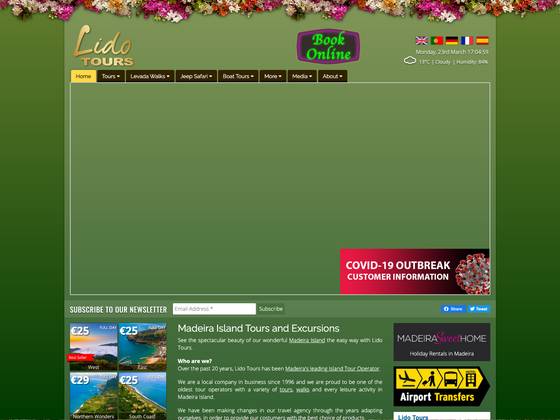 Lido
TOURS
Book
Online
Monday, 23rd March 17:04:59
13°C | Cloudy | Humidity: 84%
Home
Tours
Levada Walks
Jeep Safari
Boat Tours
More
Media
About
COVID-19 OUTBREAK
CUSTOMER INFORMATION
SUBSCRIBE TO OUR NEWSLETTER
Email Address *
Subscribe
Share
Tweet
€25
FULL DAY
Best Seller
West
€25
FULL DAY
East
€29
Northern Wonders
€25
South Coast
Madeira Island Tours and Excursions
See the spectacular beauty of our wonderful Madeira Island the easy way with Lido
Tours.
Who are we?
Over the past 20 years, Lido Tours has been Madeira's leading Island Tour Operator.
We are a local company in business since 1996 and we are proud to be one of the
oldest tour operators with a variety of tours, walks and every leisure activity in
Madeira Island.
We have been making changes in our travel agency through the years adapting
ourselves in order to provide our customers with the best choice of products
MADEIRA Sweet HOME
Holiday Rentals in Madeira
Airport Transfers
Lido Tours